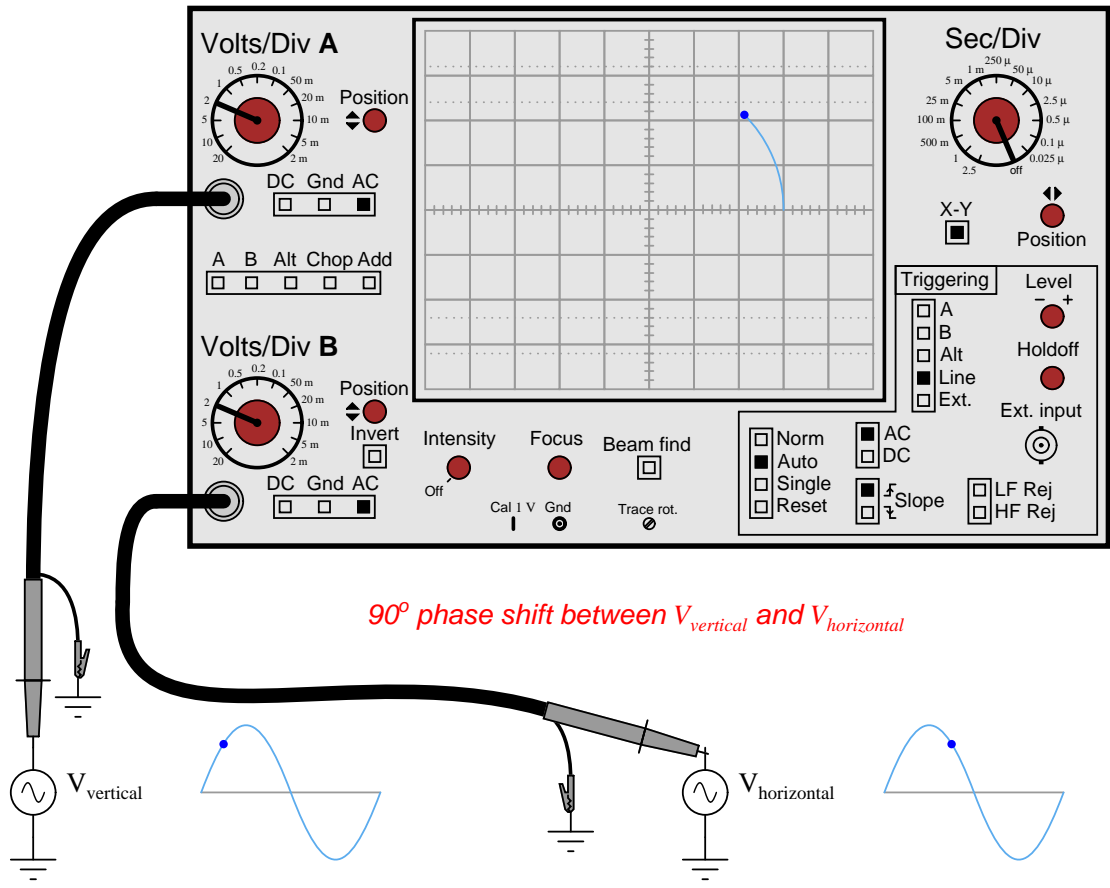 Volts/Div A
0.5 0.2 0.1
1 50 m
2 20 m
5 10 m
10 5 m
20 2 m
Position
DC Gnd AC
A B Alt Chop Add
Volts/Div B
0.5 0.2 0.1
1 50 m
2 20 m
5 10 m
10 5 m
20 2 m
Position
Invert
DC Gnd AC
Intensity
Off
Focus
Beam find
Cal 1 V Gnd Trace rot.
Sec/Div
250 µ
1 m 50 µ
5 m 10 µ
25 m 2.5 µ
100 m 0.5 µ
500 m 0.1 µ
1 0.025 µ
2.5 off
X-Y
Position
Triggering
A
B
Alt
Line
Ext.
Level
− +
Holdoff
Ext. input
Norm
Auto
Single
Reset
AC
DC
Slope
LF Rej
HF Rej
90o phase shift between Vvertical and Vhorizontal
Vvertical
Vhorizontal